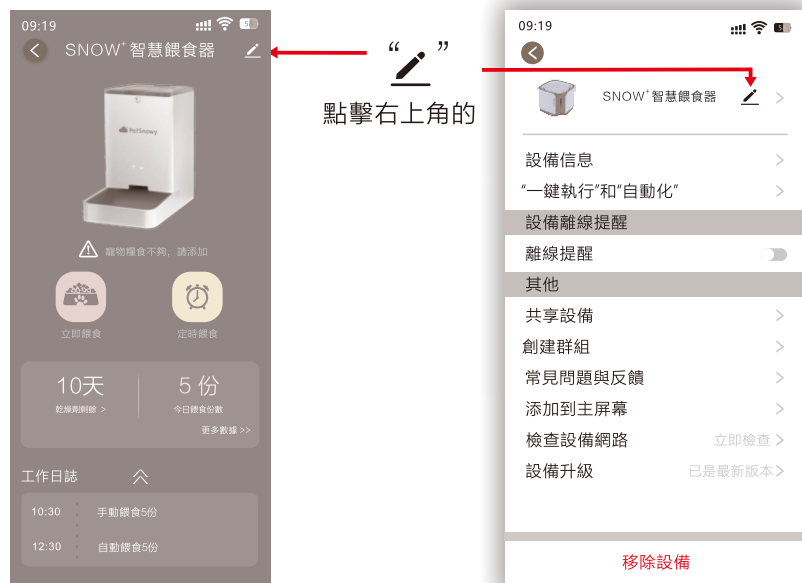 09:19
58
SNOW⁺智慧餵食器
PetSnowy
寵物糧食不夠，請添加
立即餵食
定時餵食
10天
乾燥劑剩餘 >
5 份
今日餵食份數
更多數據 >>
工作日誌
10:30 手動餵食5份
12:30 自動餵食5份
“ ”
點擊右上角的
09:19
58
SNOW⁺智慧餵食器
設備信息
“一鍵執行”和“自動化”
設備離線提醒
離線提醒
其他
共享設備
創建群組
常見問題與反饋
添加到主屏幕
檢查設備網路 立即檢查
設備升級 已是最新版本
移除設備